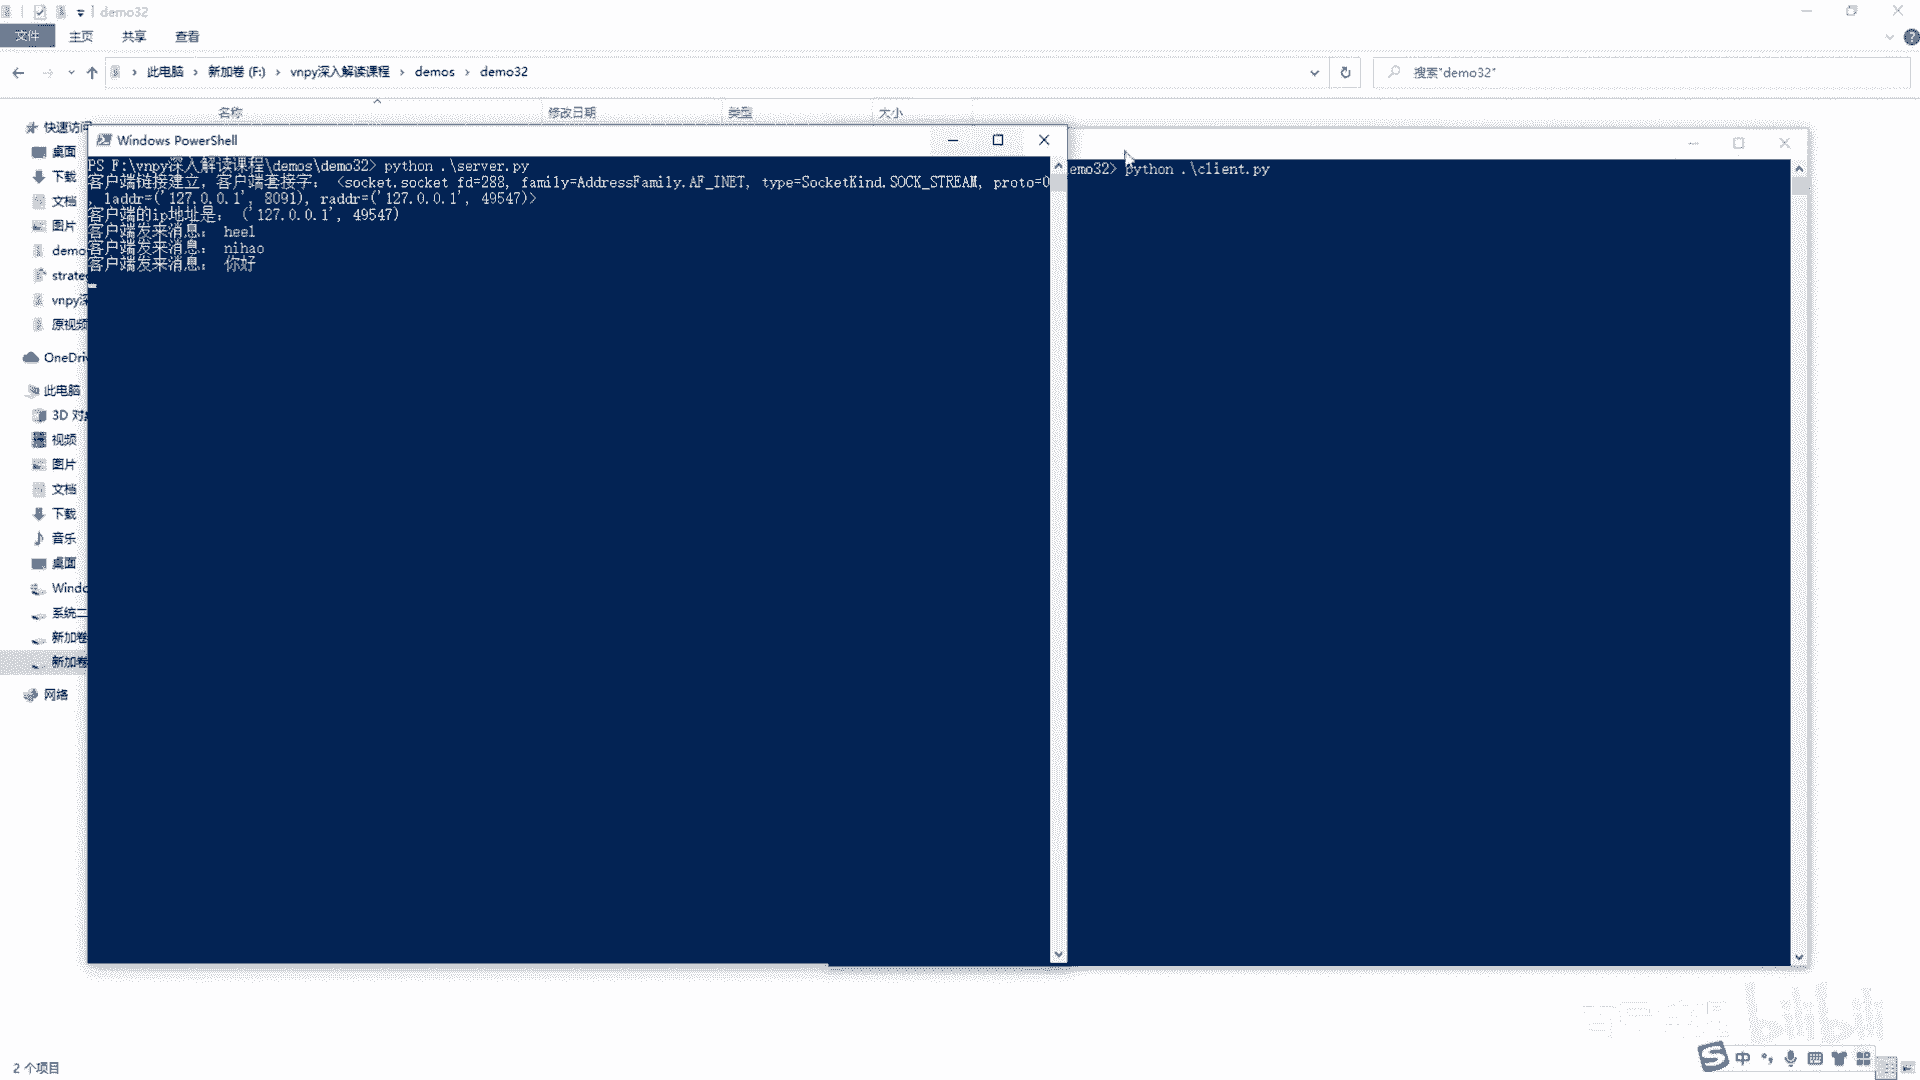 demo32
文件 主页 共享 查看
此电脑 新加卷 (F:) vnpy深入解读课程 demos demo32
搜索"demo32"
名称 修改日期 类型 大小
快速访问
桌面
下载
文档
图片
demo
strate
vnpy深
原视频
OneDriv
此电脑
3D 对
视频
图片
文档
下载
音乐
桌面
Windo
系统二
新加卷
新加卷
网络
2 个项目
Windows PowerShell
PS F:\vnpy深入解读课程\demos\demo32> python .\server.py
客户端链接建立，客户端套接字： <socket.socket fd=288, family=AddressFamily.AF_INET, type=SocketKind.SOCK_STREAM, proto=0
, laddr=('127.0.0.1', 8091), raddr=('127.0.0.1', 49547)>
客户端的ip地址是： ('127.0.0.1', 49547)
客户端发来消息： heel
客户端发来消息： nihao
客户端发来消息： 你好
emo32> python .\client.py
bilibili
中